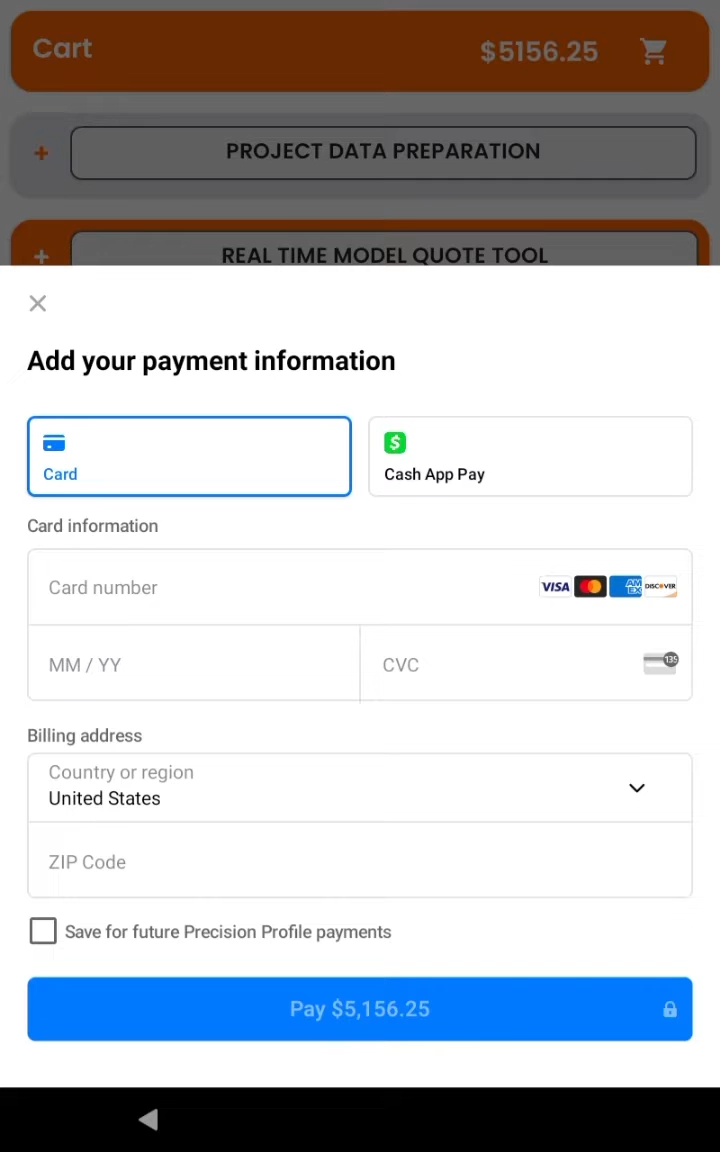 Cart
$5156.25
+
PROJECT DATA PREPARATION
+
REAL TIME MODEL QUOTE TOOL
Add your payment information
Card
$
Cash App Pay
Card information
Card number
VISA
AM
EX
DISCOVER
MM / YY
CVC
135
Billing address
Country or region
United States
ZIP Code
Save for future Precision Profile payments
Pay $5,156.25